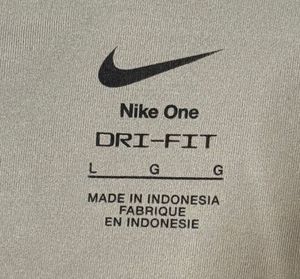 Nike One
DRI-FIT
L G G
MADE IN INDONESIA
FABRIQUE
EN INDONESIE